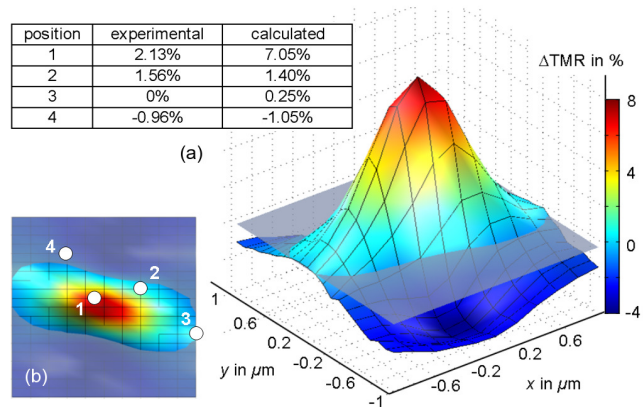 position experimental calculated
1 2.13% 7.05%
2 1.56% 1.40%
3 0% 0.25%
4 -0.96% -1.05%
(a)
ΔTMR in %
8
4
0
-4
4
2
1
3
(b)
1
0.6
0.2
-0.2
-0.6
-1
y in µm
-0.6
-0.2
0.2
0.6
x in µm